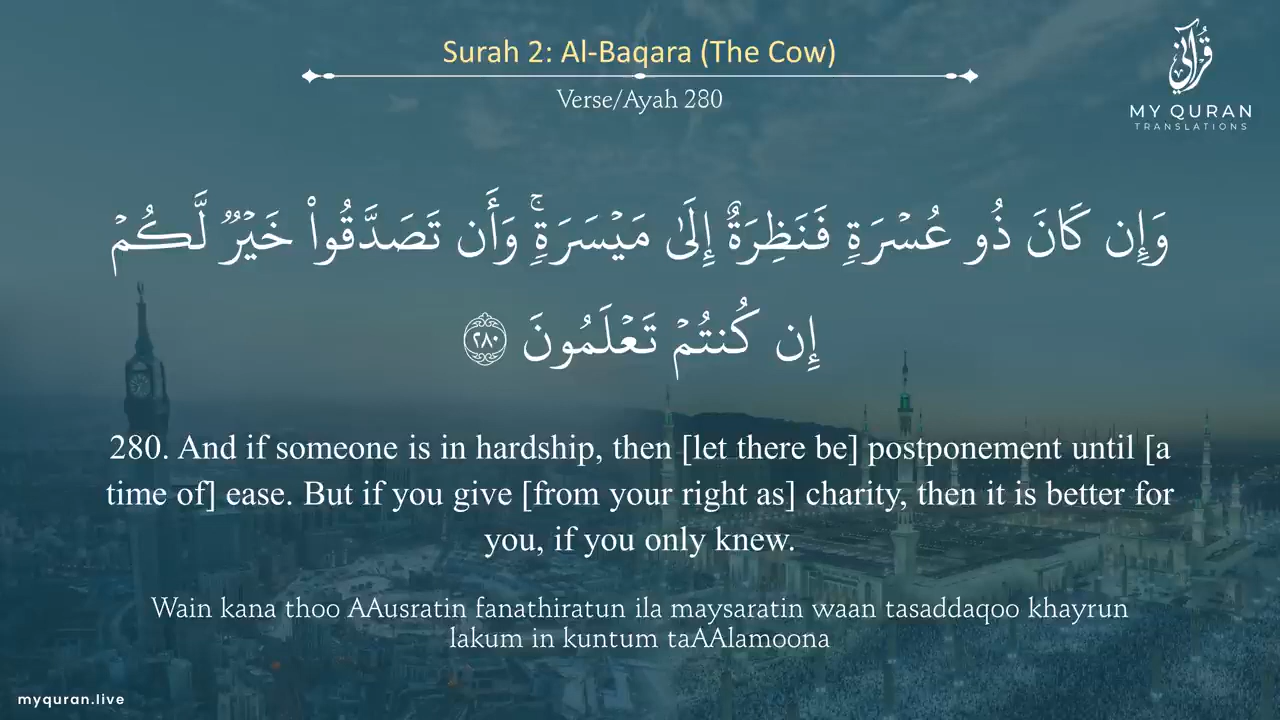 Surah 2: Al-Baqara (The Cow)
Verse/Ayah 280
قرآني
MY QURAN
TRANSLATIONS
وَإِن كَانَ ذُو عُسْرَةٍ فَنَظِرَةٌ إِلَىٰ مَيْسَرَةٍۚ وَأَن تَصَدَّقُوا۟ خَيْرٌ لَّكُمْ
إِن كُنتُمْ تَعْلَمُونَ ٢٨٠
280. And if someone is in hardship, then [let there be] postponement until [a
time of] ease. But if you give [from your right as] charity, then it is better for
you, if you only knew.
Wain kana thoo AAusratin fanathiratun ila maysaratin waan tasaddaqoo khayrun
lakum in kuntum taAAlamoona
myquran.live